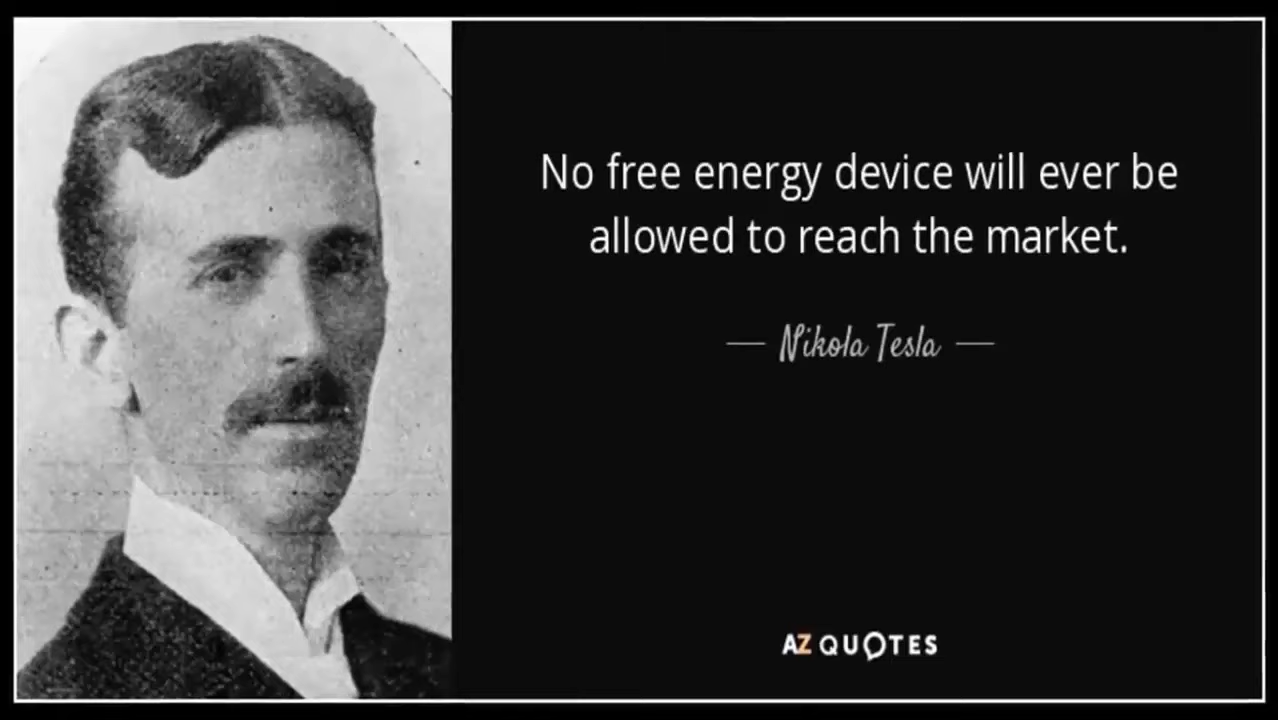 No free energy device will ever be
allowed to reach the market.
— Nikola Tesla —
AZ QUOTES